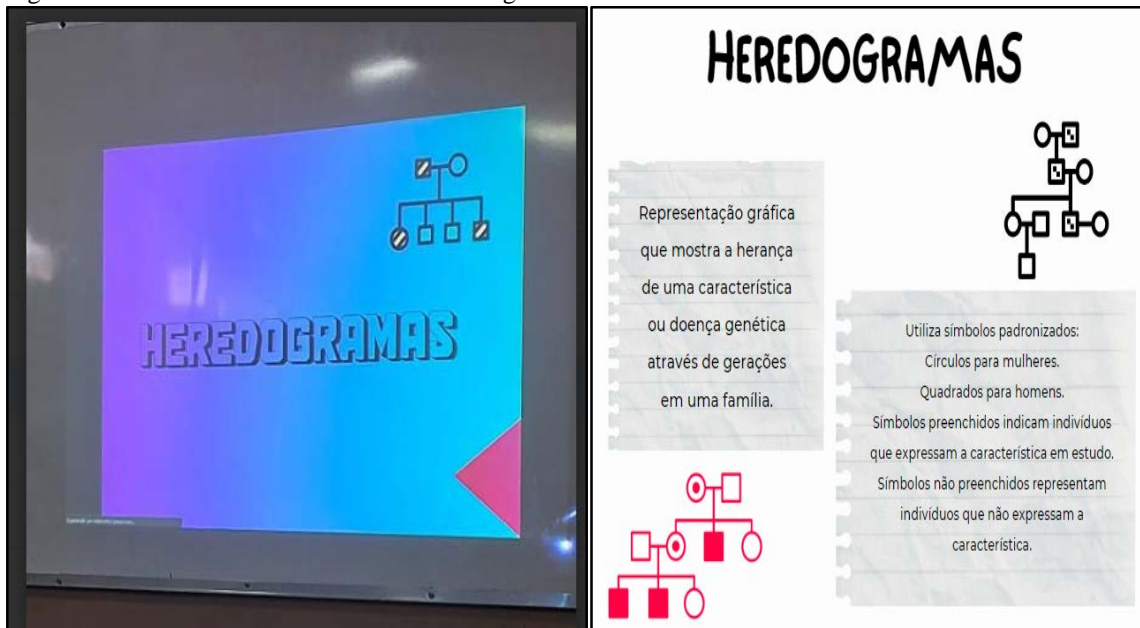 HEREDOGRAMAS
HEREDOGRAMAS
Representação gráfica
que mostra a herança
de uma característica
ou doença genética
através de gerações
em uma família.
Utiliza símbolos padronizados:
Círculos para mulheres.
Quadrados para homens.
Símbolos preenchidos indicam indivíduos
que expressam a característica em estudo.
Símbolos não preenchidos representam
indivíduos que não expressam a
característica.